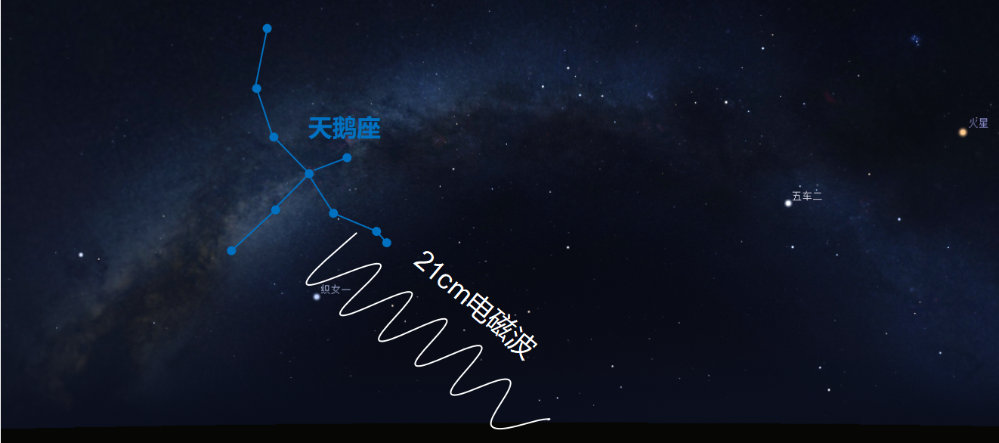 天鹅座
火星
五车二
织女一
21cm电磁波